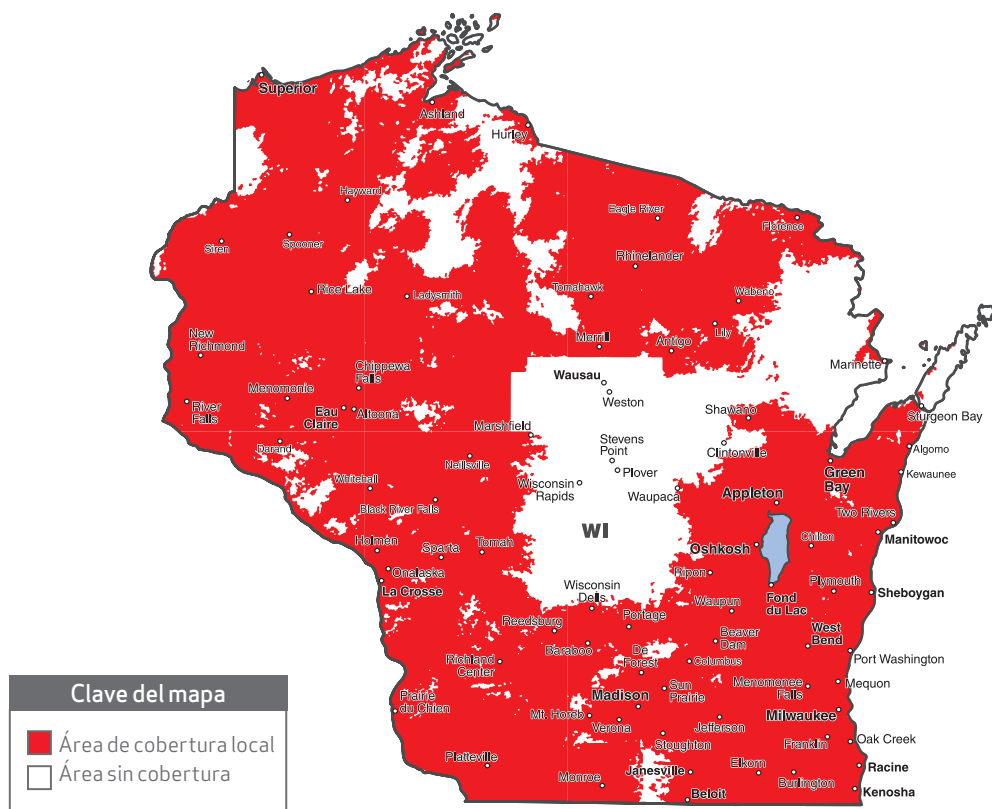 Superior
Ashland
Hurley
Hayward
Eagle River
Florence
Siren
Spooner
Rhinelander
Rice Lake
Ladysmith
Tomahawk
Wabeno
Lily
New
Richmond
Merrill
Antigo
Marinette
Chippewa
Falls
Wausau
Weston
Menomonie
River
Falls
Eau
Claire
Altoona
Shawano
Sturgeon Bay
Marshfield
Stevens
Point
Clintonville
Algomo
Darand
Neillsville
Plover
Green
Bay
Kewaunee
Whitehall
Wisconsin
Rapids
Waupaca
Appleton
Black River Falls
Two Rivers
WI
Manitowoc
Holmen
Sparta
Tomah
Oshkosh
Chilton
Onalaska
La Crosse
Ripon
Plymouth
Wisconsin
Dells
Fond
du Lac
Sheboygan
Waupun
Reedsburg
Portage
West
Bend
Beaver
Dam
Baraboo
De
Forest
Columbus
Port Washington
Richland
Center
Sun
Prairie
Menomonee
Falls
Mequon
Madison
Prairie
du Chien
Mt. Horeb
Verona
Jefferson
Milwaukee
Stoughton
Franklin
Oak Creek
Platteville
Janesville
Elkorn
Racine
Monroe
Burlington
Beloit
Kenosha
Clave del mapa
Área de cobertura local
Área sin cobertura